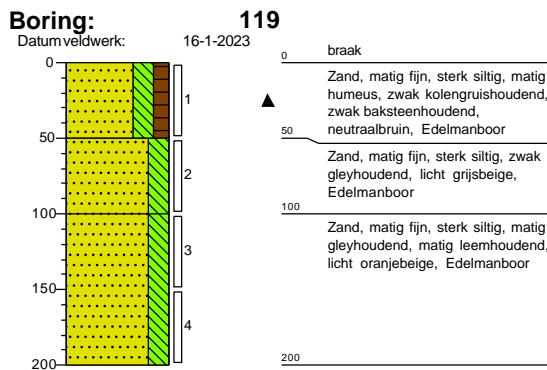 Boring: 119
Datum veldwerk: 16-1-2023
0
50
100
150
200
1
2
3
4
0
braak
Zand, matig fijn, sterk siltig, matig
humeus, zwak kolengruishoudend,
zwak baksteenhoudend,
neutraalbruin, Edelmanboor
50
Zand, matig fijn, sterk siltig, zwak
gleyhoudend, licht grijsbeige,
Edelmanboor
100
Zand, matig fijn, sterk siltig, matig
gleyhoudend, matig leemhoudend,
licht oranjebeige, Edelmanboor
200